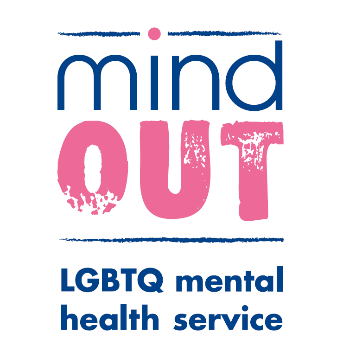 mind
OUT
LGBTQ mental
health service